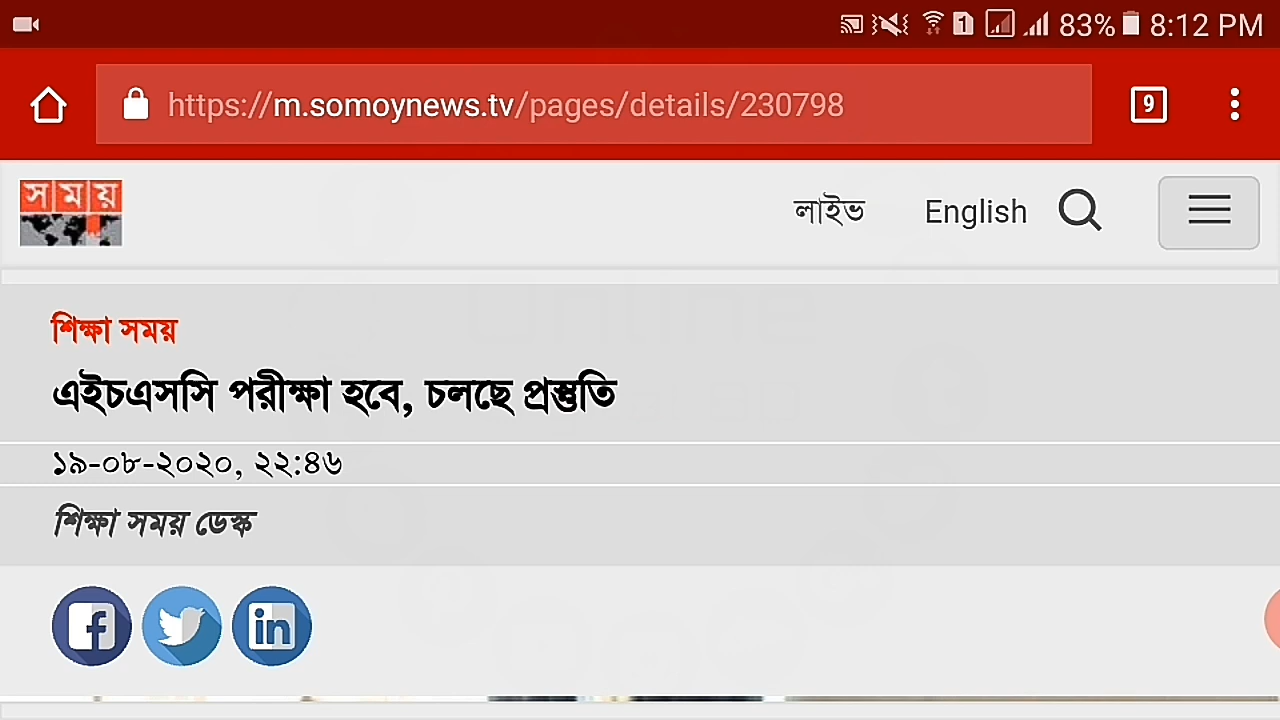 83% 8:12 PM
https://m.somoynews.tv/pages/details/230798
9
সময়
লাইভ English
শিক্ষা সময়
এইচএসসি পরীক্ষা হবে, চলছে প্রস্তুতি
১৯-০৮-২০২০, ২২:৪৬
শিক্ষা সময় ডেস্ক